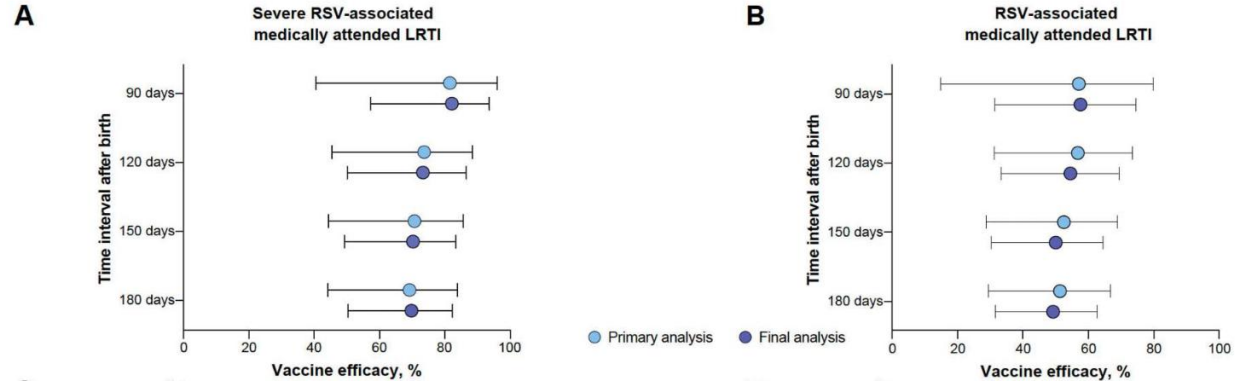 A
Severe RSV-associated
medically attended LRTI
Time interval after birth
90 days
120 days
150 days
180 days
0 20 40 60 80 100
Vaccine efficacy, %
Primary analysis Final analysis
B
RSV-associated
medically attended LRTI
Time interval after birth
90 days
120 days
150 days
180 days
0 20 40 60 80 100
Vaccine efficacy, %